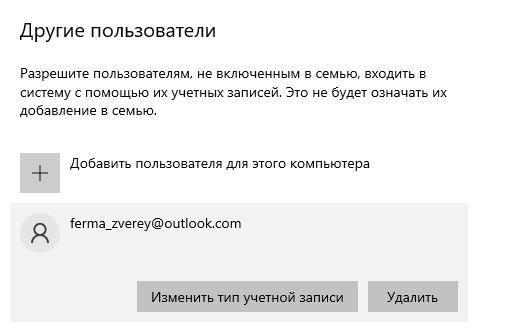 Другие пользователи
Разрешите пользователям, не включенным в семью, входить в
систему с помощью их учетных записей. Это не будет означать их
добавление в семью.
Добавить пользователя для этого компьютера
ferma_zverey@outlook.com
Изменить тип учетной записи
Удалить